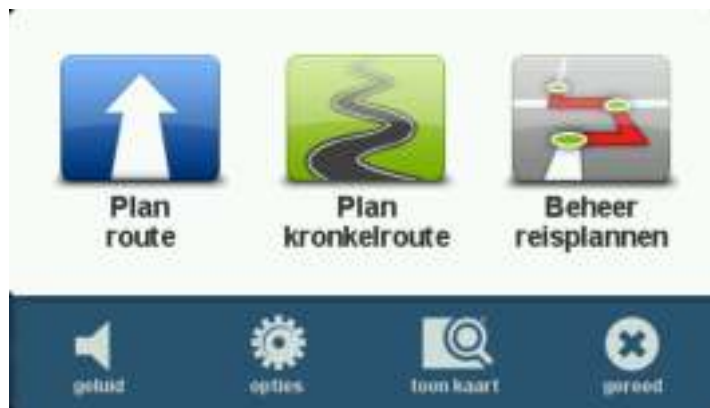 Plan
route
Plan
kronkelroute
Beheer
reisplannen
geluid
opties
toon kaart
gereed